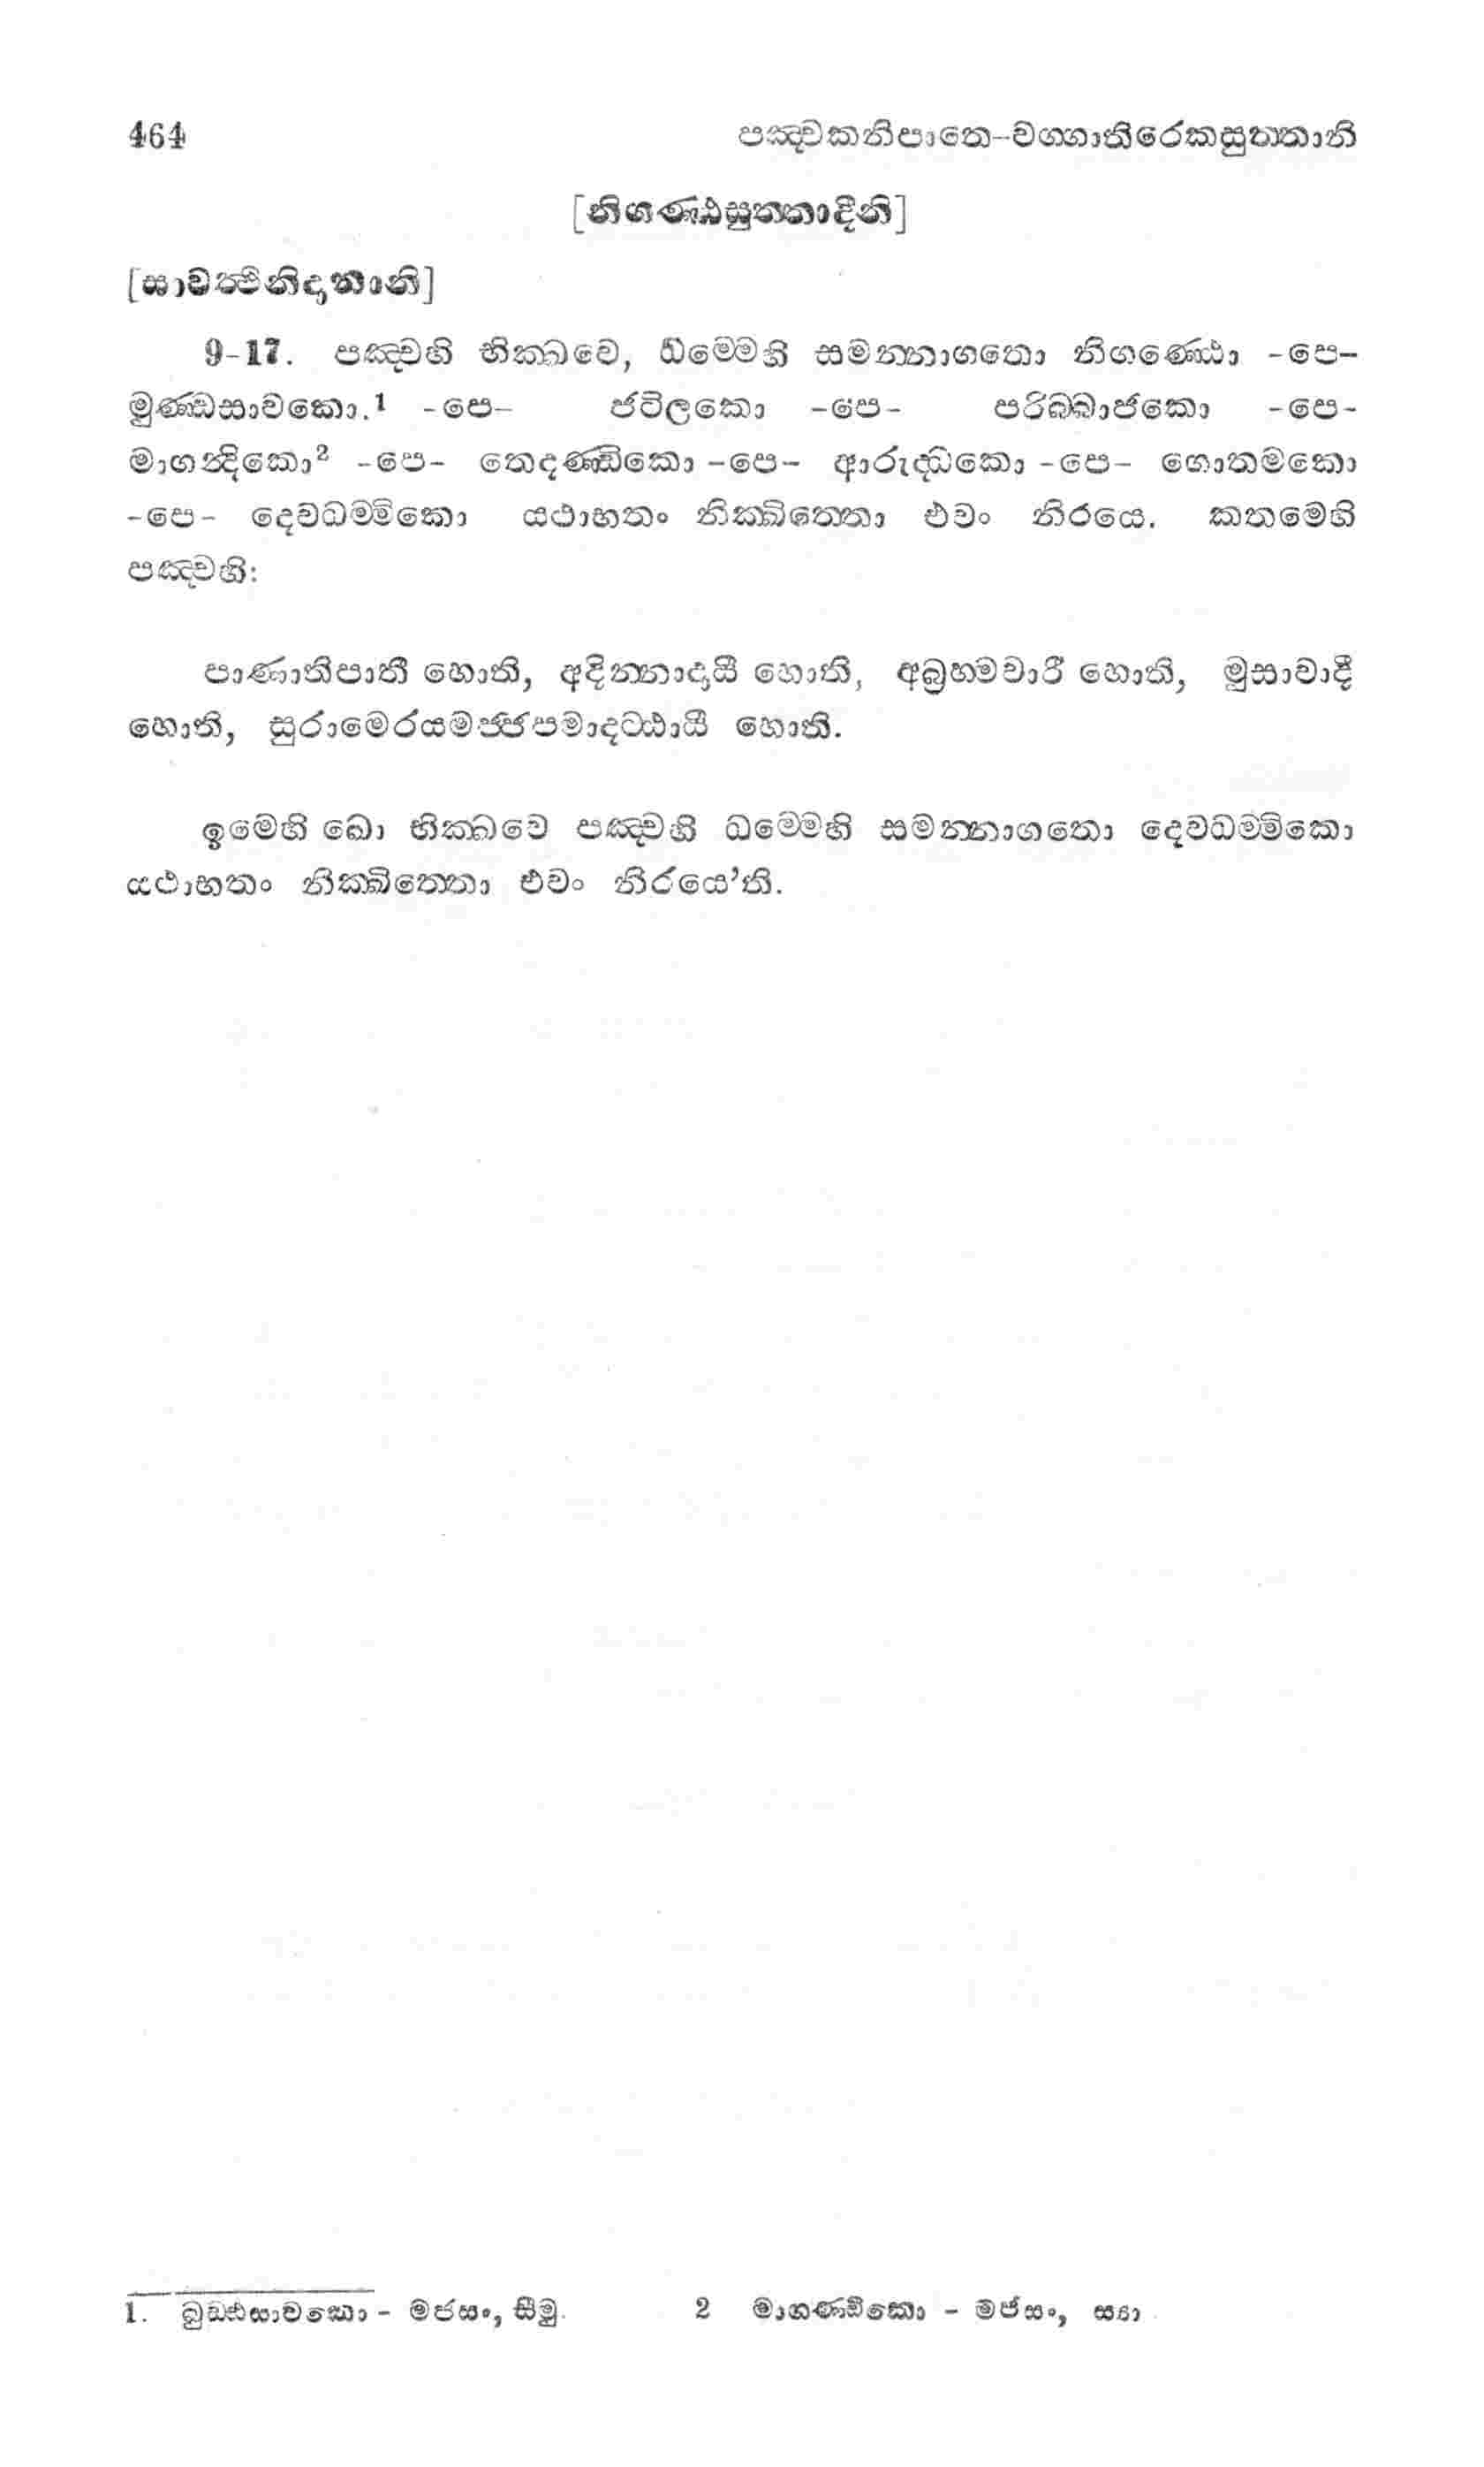 464 පඤ්චකනිපාතෙ–වග්ගාතිරෙකසුත්තානි
[නිගණ්ඨසුත්තාදීනි]
[සාවත්ථිනිදානානි]
9-17. පඤ්චහි භික්ඛවෙ, ධම්මෙහි සමන්නාගතො නිගණ්ඨො -පෙ-
මුණ්ඩසාවකො.¹ -පෙ- ජටිලකො -පෙ- පරිබ්බාජකො -පෙ-
මාගන්දිකො² -පෙ- තෙදණ්ඩිකො -පෙ- ආරුද්ධකො -පෙ- ගොතමකො
-පෙ- දෙවධම්මිකො යථාභතං නික්ඛිත්තො එවං නිරයෙ. කතමෙහි
පඤ්චහි:
පාණාතිපාතී හොති, අදින්නාදායී හොති, අබ්‍රහ්මචාරී හොති, මුසාවාදී
හොති, සුරාමෙරයමජ්ජපමාදට්ඨායී හොති.
ඉමෙහි ඛො භික්ඛවෙ පඤ්චහි ධම්මෙහි සමන්නාගතො දෙවධම්මිකො
යථාභතං නික්ඛිත්තො එවං නිරයෙ’ති.
1. මජසං, සීමු. 2 මාගණ්ඩිකො - මජ්සං, ස්‍යා